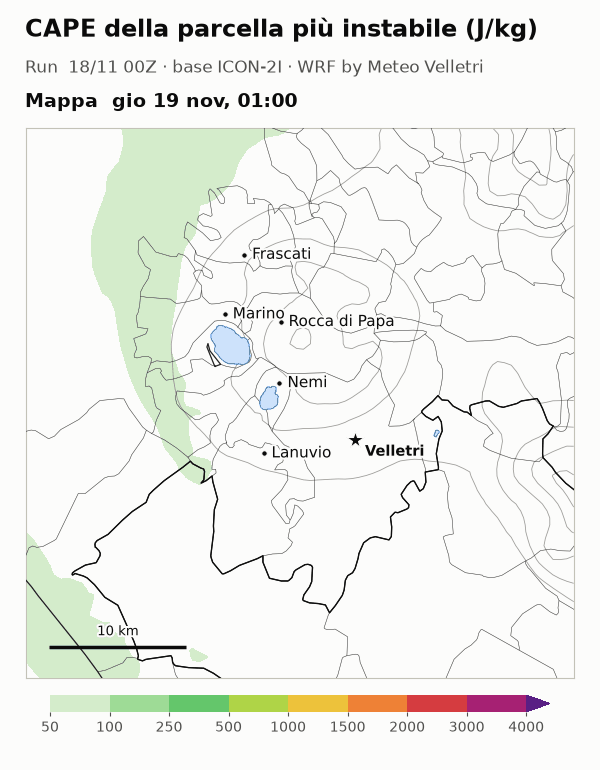 CAPE della parcella più instabile (J/kg)
Run  18/11 00Z · base ICON-2I · WRF by Meteo Velletri
Mappa  gio 19 nov, 01:00
Frascati
Marino
Rocca di Papa
Nemi
Lanuvio
Velletri
10 km
50 100 250 500 1000 1500 2000 3000 4000